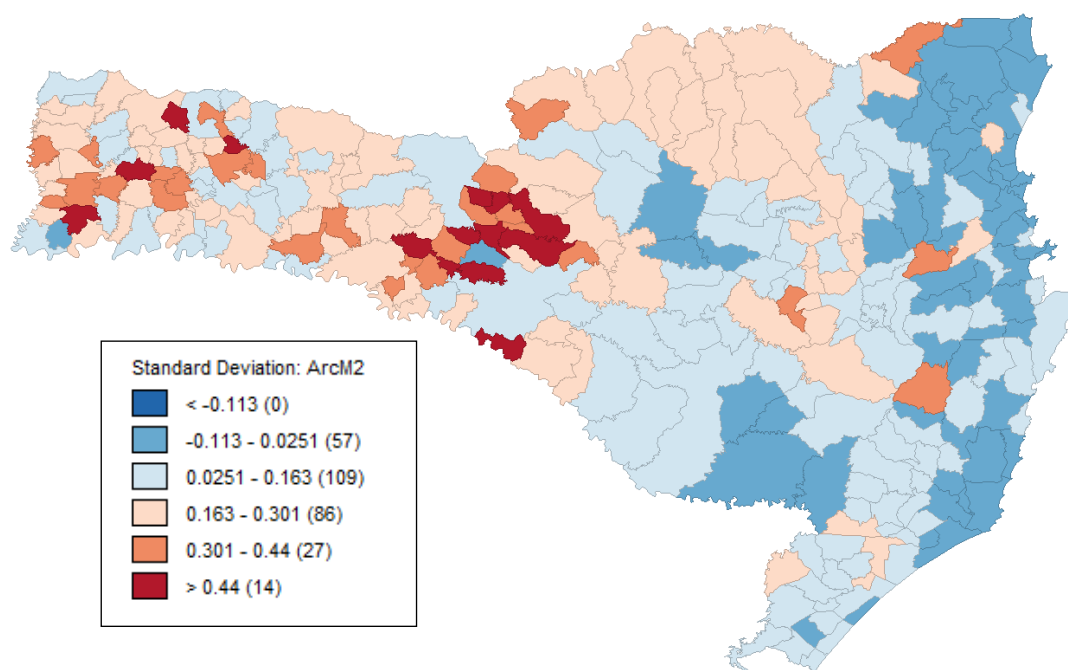 Standard Deviation: ArcM2
< -0.113 (0)
-0.113 - 0.0251 (57)
0.0251 - 0.163 (109)
0.163 - 0.301 (86)
0.301 - 0.44 (27)
> 0.44 (14)